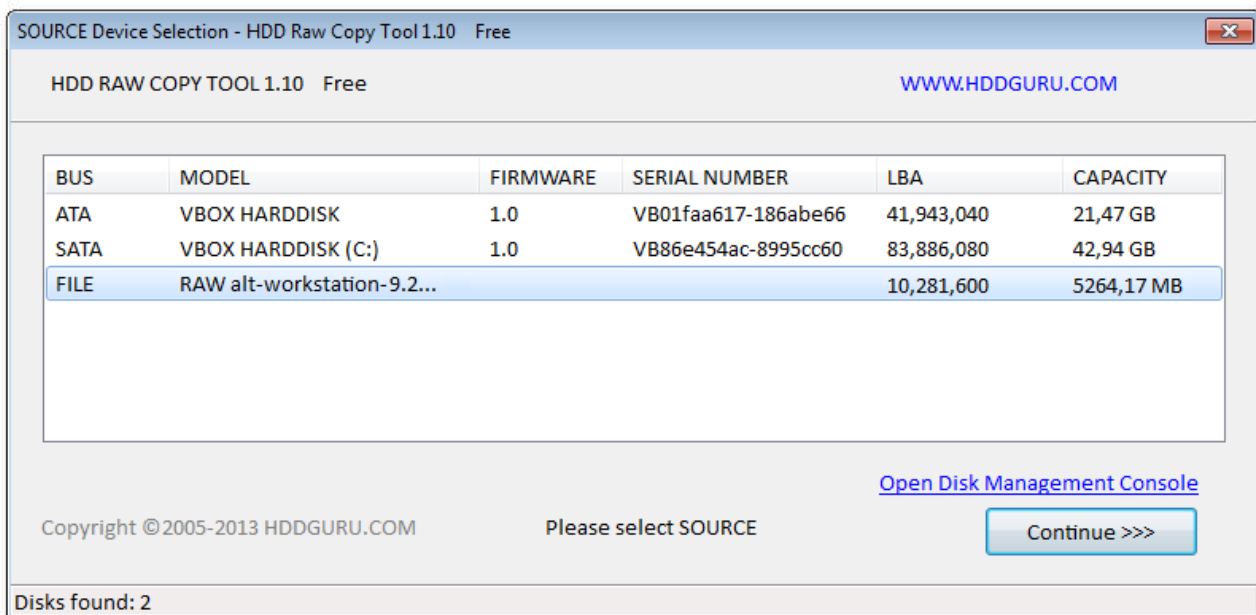 SOURCE Device Selection - HDD Raw Copy Tool 1.10 Free
HDD RAW COPY TOOL 1.10 Free WWW.HDDGURU.COM
BUS MODEL FIRMWARE SERIAL NUMBER LBA CAPACITY
ATA VBOX HARDDISK 1.0 VB01faa617-186abe66 41,943,040 21,47 GB
SATA VBOX HARDDISK (C:) 1.0 VB86e454ac-8995cc60 83,886,080 42,94 GB
FILE RAW alt-workstation-9.2... 10,281,600 5264,17 MB
Open Disk Management Console
Copyright ©2005-2013 HDDGURU.COM Please select SOURCE Continue >>>
Disks found: 2